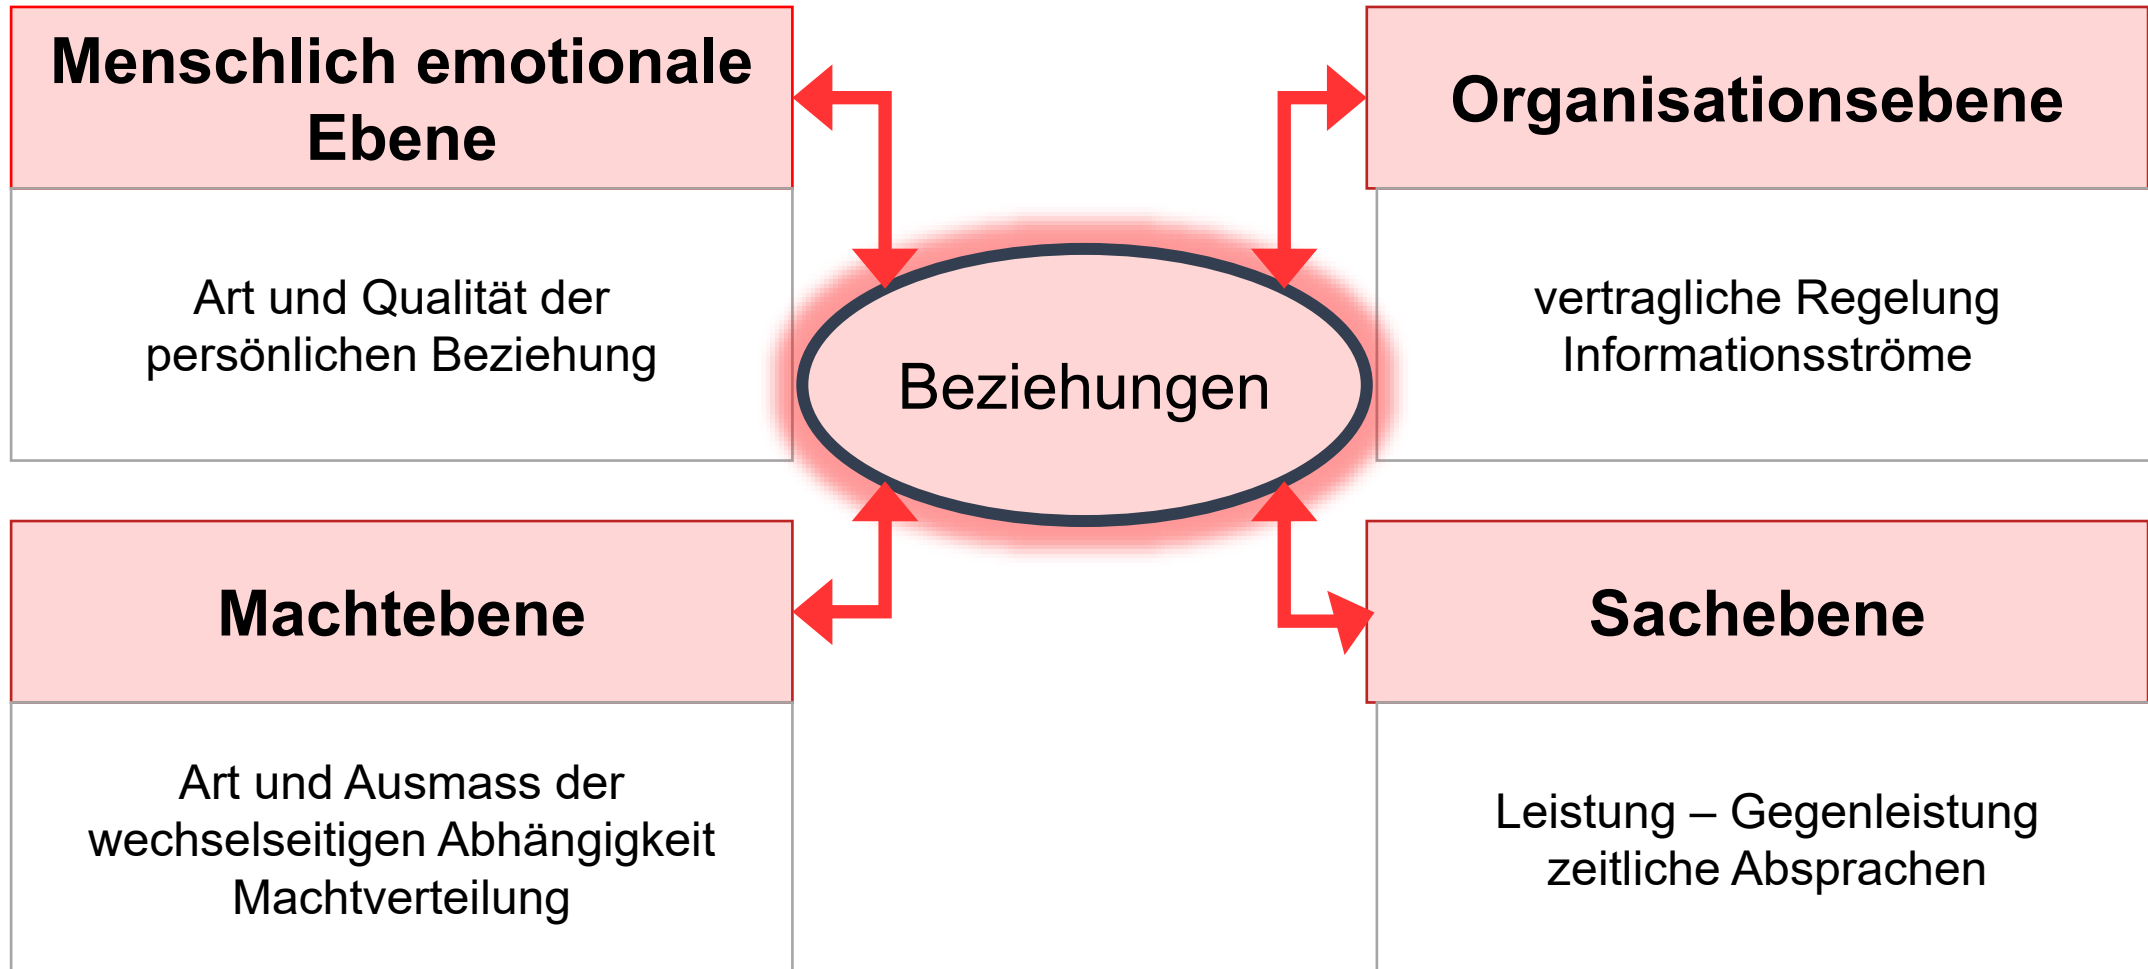 Menschlich emotionale
Ebene
Art und Qualität der
persönlichen Beziehung
Organisationsebene
vertragliche Regelung
Informationsströme
Beziehungen
Machtebene
Art und Ausmass der
wechselseitigen Abhängigkeit
Machtverteilung
Sachebene
Leistung – Gegenleistung
zeitliche Absprachen